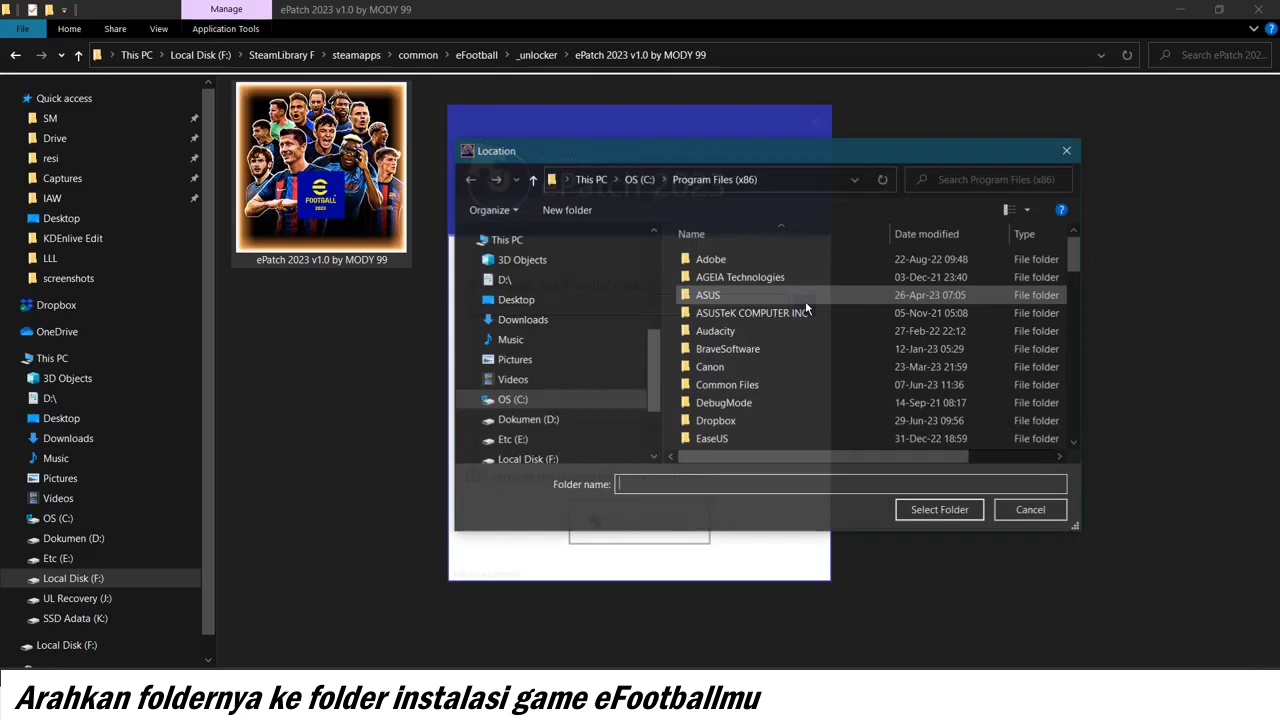 Manage
ePatch 2023 v1.0 by MODY 99
File
Home
Share
View
Application Tools
This PC
Local Disk (F:)
SteamLibrary F
steamapps
common
eFootball
_unlocker
ePatch 2023 v1.0 by MODY 99
Search ePatch 202...
Quick access
SM
Drive
resi
Captures
IAW
Desktop
KDEnlive Edit
LLL
screenshots
Dropbox
OneDrive
This PC
3D Objects
D:\
Desktop
Downloads
Music
Pictures
Videos
OS (C:)
Dokumen (D:)
Etc (E:)
Local Disk (F:)
UL Recovery (J:)
SSD Adata (K:)
Local Disk (F:)
EFOOTBALL
2023
ePatch 2023 v1.0 by MODY 99
Location
ePatch 2023
This PC
OS (C:)
Program Files (x86)
Search Program Files (x86)
Organize
New folder
This PC
3D Objects
D:\
Desktop
Downloads
Music
Pictures
Videos
OS (C:)
Dokumen (D:)
Etc (E:)
Local Disk (F:)
Name Date modified Type
Adobe 22-Aug-22 09:48 File folder
AGEIA Technologies 03-Dec-21 23:40 File folder
ASUS 26-Apr-23 07:05 File folder
ASUSTeK COMPUTER INC 05-Nov-21 05:08 File folder
Audacity 27-Feb-22 22:12 File folder
BraveSoftware 12-Jan-23 05:29 File folder
Canon 23-Mar-23 21:59 File folder
Common Files 07-Jun-23 11:36 File folder
DebugMode 14-Sep-21 08:17 File folder
Dropbox 29-Jun-23 09:56 File folder
EaseUS 31-Dec-22 18:59 File folder
Folder name:
Select Folder
Cancel
Arahkan foldernya ke folder instalasi game eFootballmu